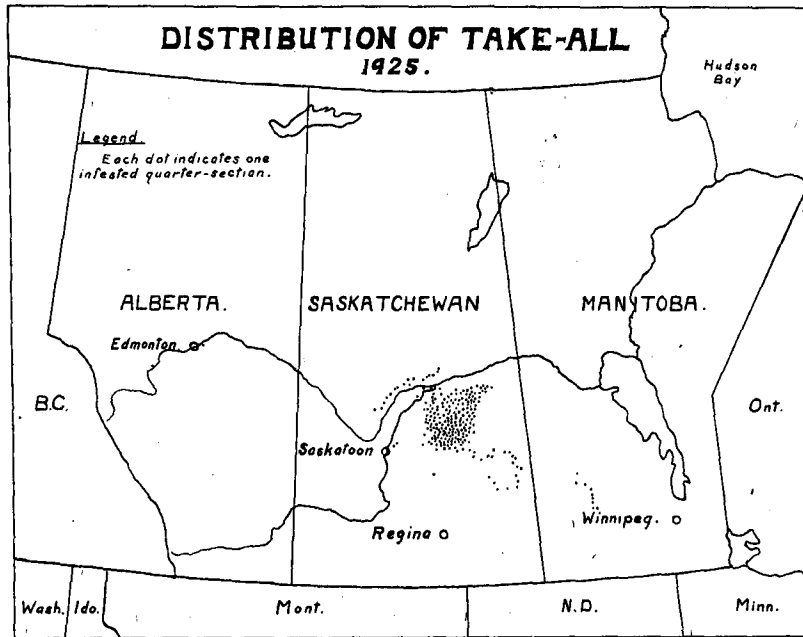 DISTRIBUTION OF TAKE-ALL
1925.
Hudson
Bay
Legend
Each dot indicates one
infested quarter-section.
ALBERTA.
SASKATCHEWAN
MANITOBA.
Edmonton
B.C.
Ont.
Saskatoon
Regina
Winnipeg.
Wash.
Ido.
Mont.
N.D.
Minn.